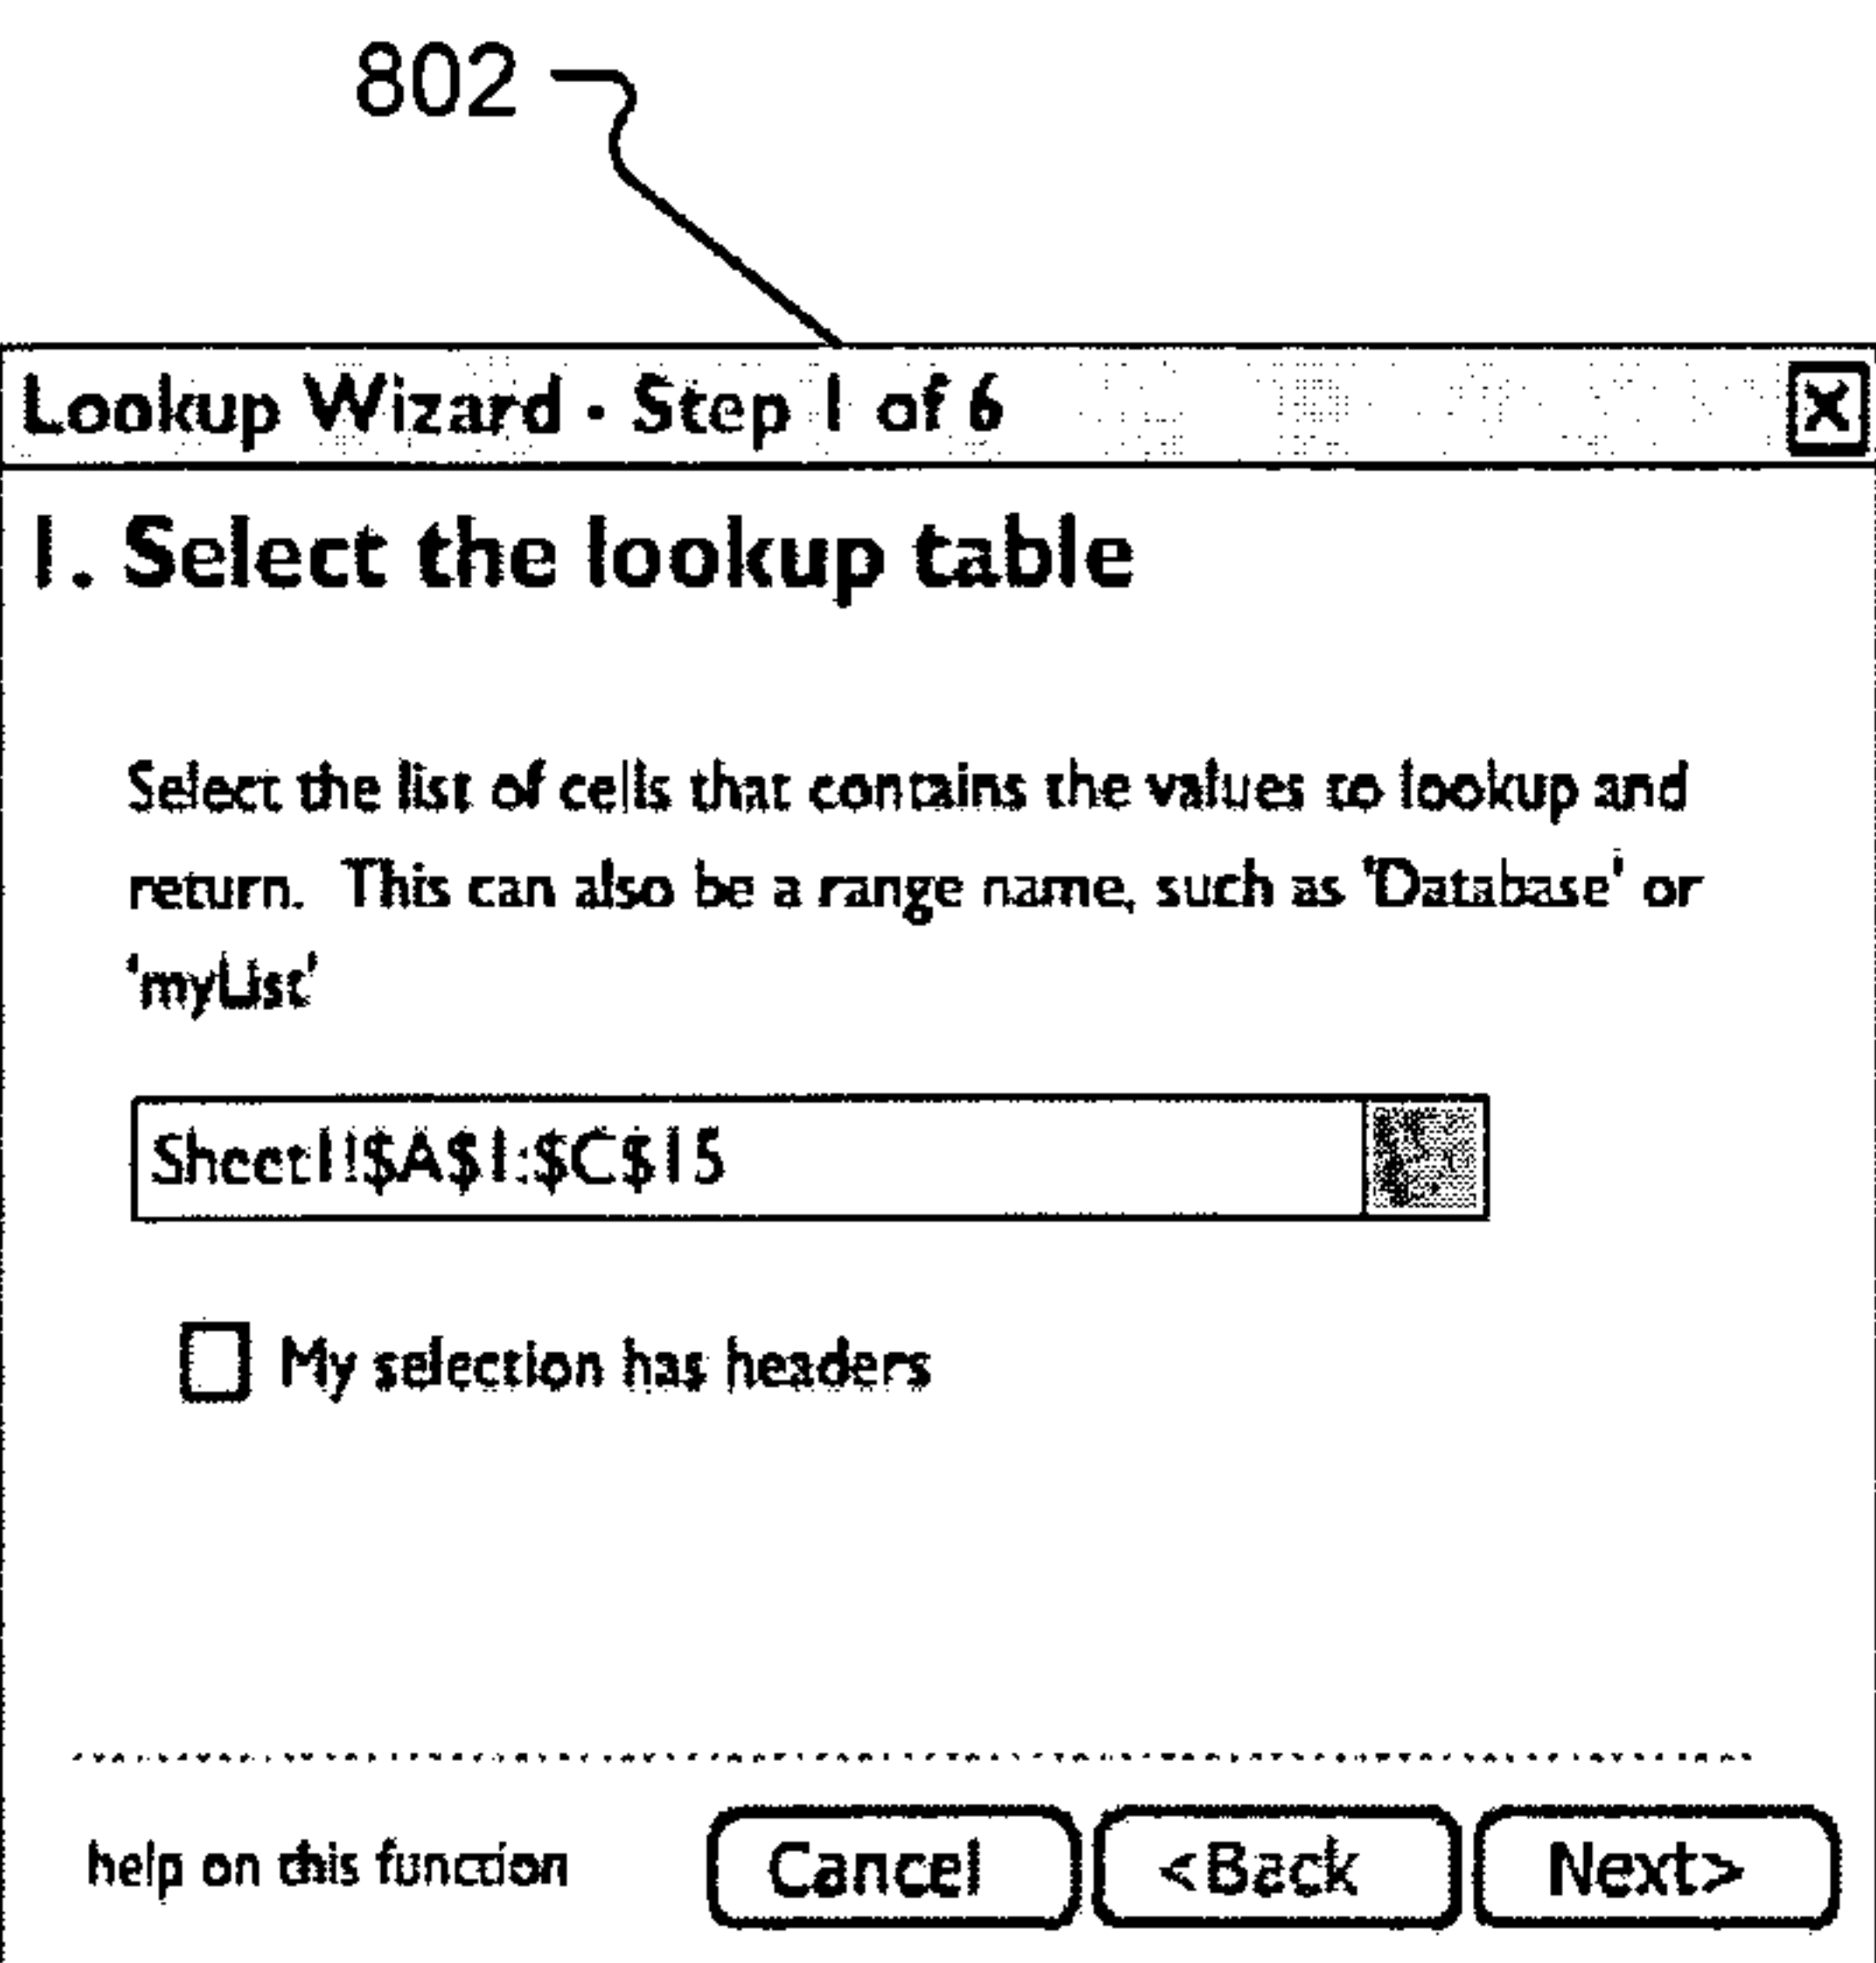 802
Lookup Wizard · Step 1 of 6
1. Select the lookup table
Select the list of cells that contains the values to lookup and
return. This can also be a range name, such as 'Database' or
'myList'
Sheet1!$A$1:$C$15
My selection has headers
help on this function
Cancel
<Back
Next>